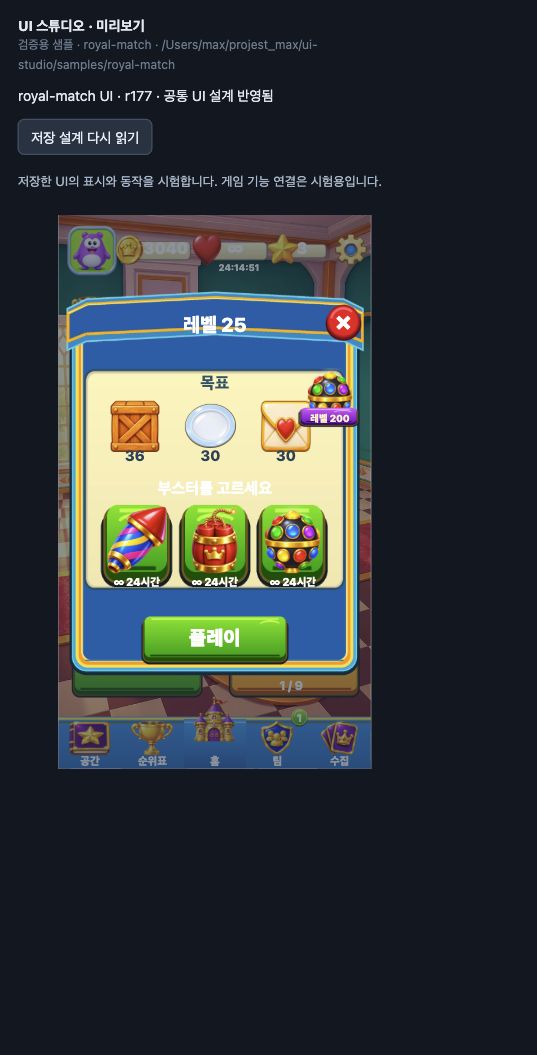 UI 스튜디오 · 미리보기
검증용 샘플 · royal-match · /Users/max/projest_max/ui-
studio/samples/royal-match
royal-match UI · r177 · 공통 UI 설계 반영됨
저장 설계 다시 읽기
저장한 UI의 표시와 동작을 시험합니다. 게임 기능 연결은 시험용입니다.
3040 ∞ 3
24:14:51
레벨 25
목표
레벨 200
36 30 30
부스터를 고르세요
∞ 24시간 ∞ 24시간 ∞ 24시간
플레이
1 / 9
1
공간 순위표 홈 팀 수집